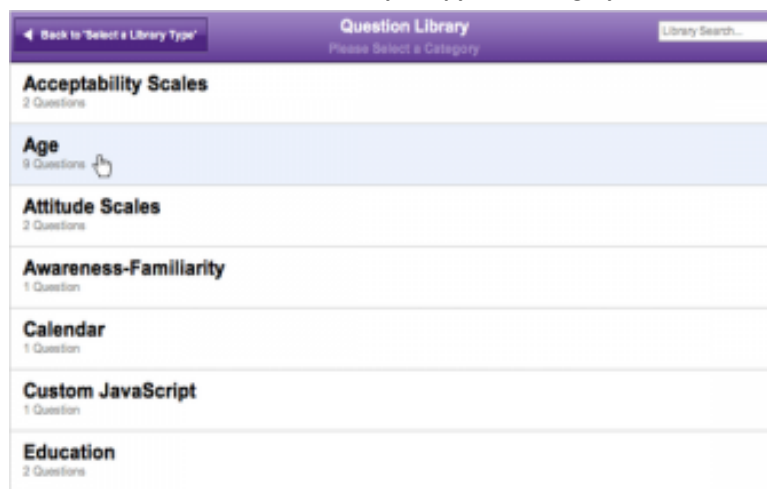 Back to 'Select a Library Type'
Question Library
Please Select a Category
Library Search...
Acceptability Scales
2 Questions
Age
9 Questions
Attitude Scales
2 Questions
Awareness-Familiarity
1 Question
Calendar
1 Question
Custom JavaScript
1 Question
Education
2 Questions